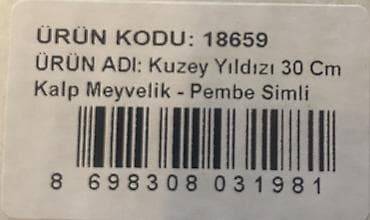 ÜRÜN KODU: 18659
ÜRÜN ADI: Kuzey Yıldızı 30 Cm
Kalp Meyvelik - Pembe Simli
8 698308 031981